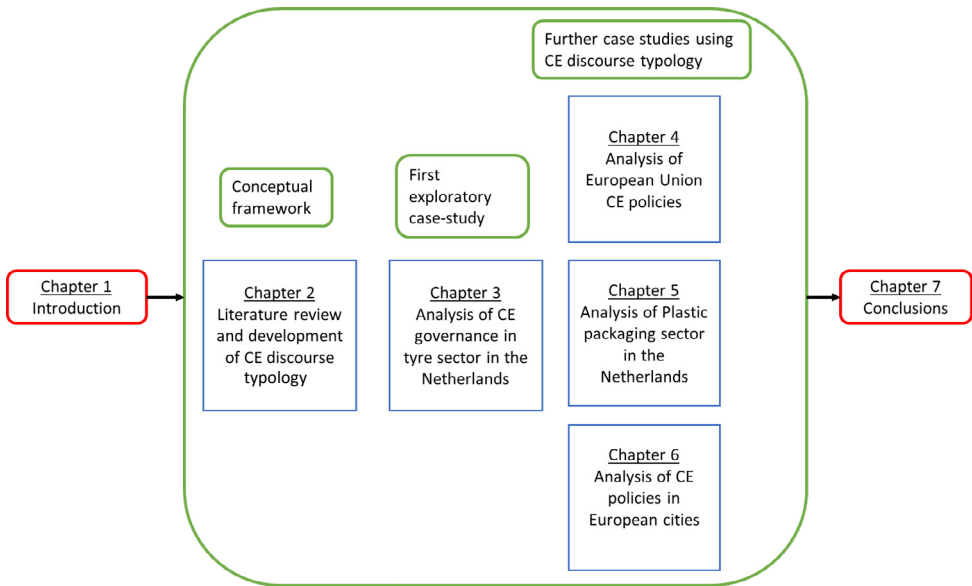 Chapter 1
Introduction
Conceptual
framework
Chapter 2
Literature review
and development
of CE discourse
typology
First
exploratory
case-study
Chapter 3
Analysis of CE
governance in
tyre sector in the
Netherlands
Further case studies using
CE discourse typology
Chapter 4
Analysis of
European Union
CE policies
Chapter 5
Analysis of Plastic
packaging sector
in the
Netherlands
Chapter 6
Analysis of CE
policies in
European cities
Chapter 7
Conclusions